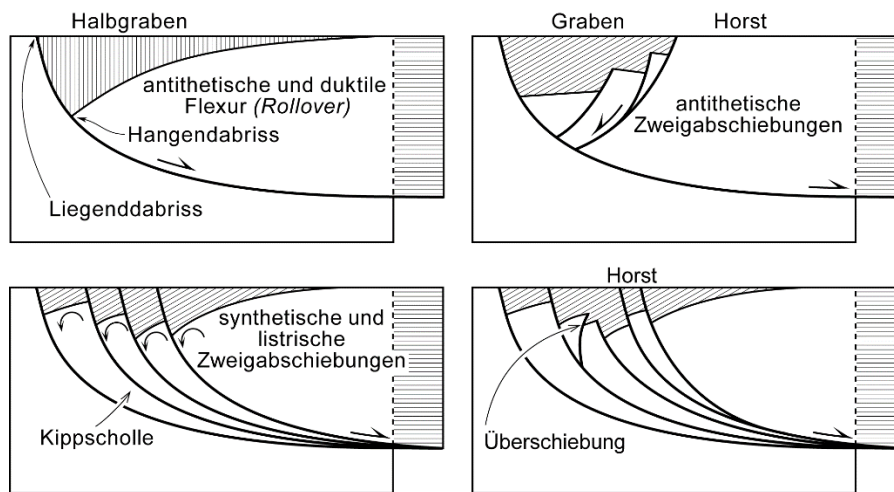 Halbgraben
antithetische und duktile
Flexur (Rollover)
Hangendabriss
Liegenddabriss
Graben
Horst
antithetische
Zweigabschiebungen
synthetische und
listrische
Zweigabschiebungen
Kippscholle
Horst
Überschiebung